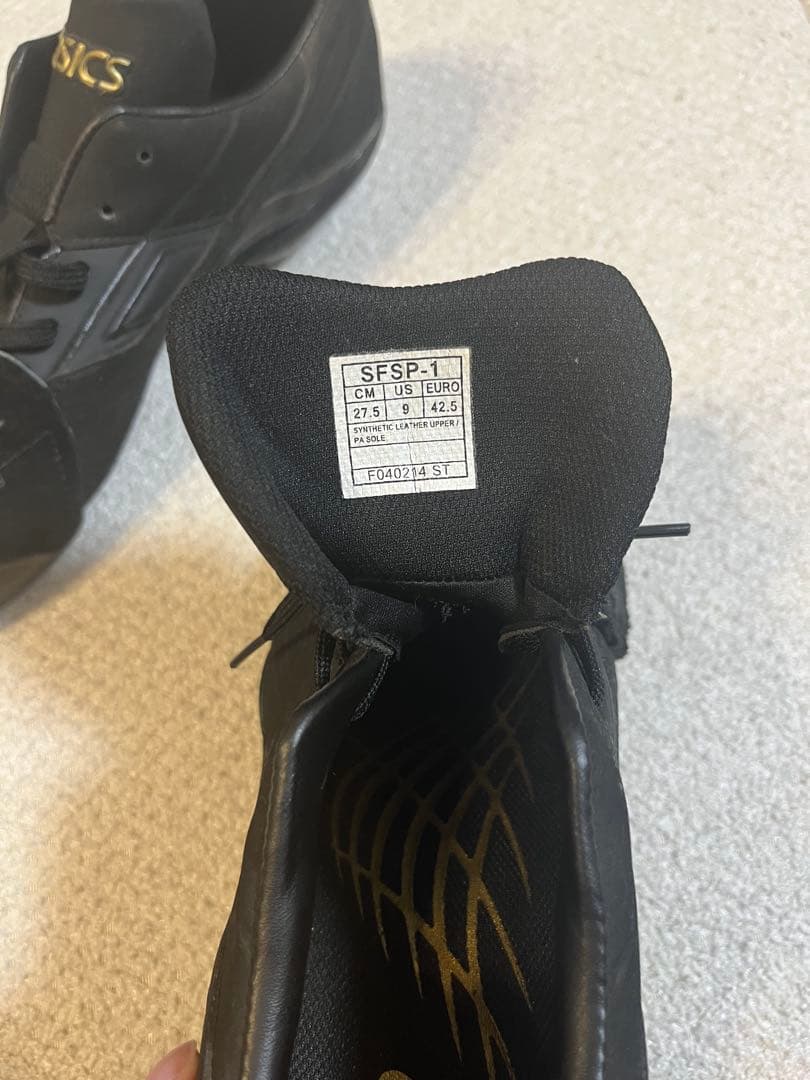 SICS
SFSP-1
CM US EURO
27.5 9 42.5
SYNTHETIC LEATHER UPPER /
PA SOLE
F040214 ST